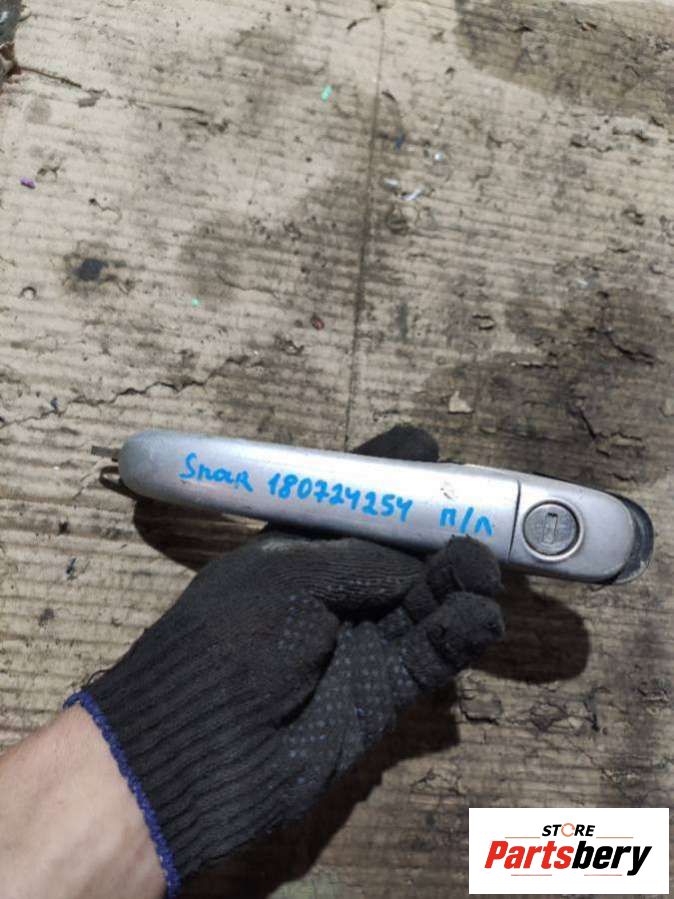 Snar 180724254 п/л
STORE
Partsbery